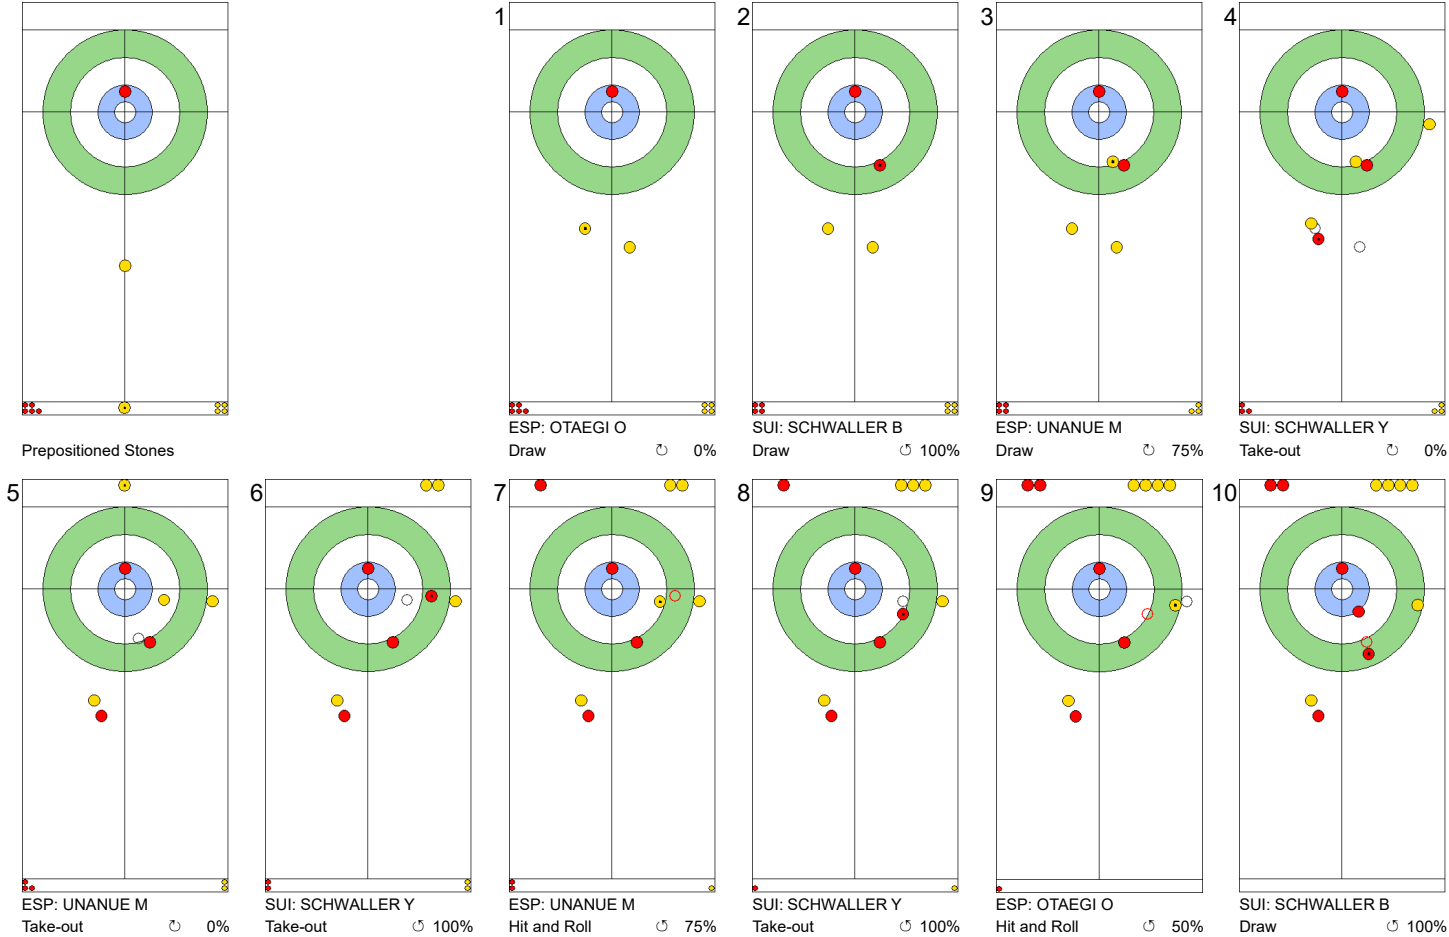 Prepositioned Stones
1
ESP: OTAEGI O
Draw ↻ 0%
2
SUI: SCHWALLER B
Draw ↺ 100%
3
ESP: UNANUE M
Draw ↻ 75%
4
SUI: SCHWALLER Y
Take-out ↻ 0%
5
ESP: UNANUE M
Take-out ↻ 0%
6
SUI: SCHWALLER Y
Take-out ↺ 100%
7
ESP: UNANUE M
Hit and Roll ↺ 75%
8
SUI: SCHWALLER Y
Take-out ↺ 100%
9
ESP: OTAEGI O
Hit and Roll ↺ 50%
10
SUI: SCHWALLER B
Draw ↺ 100%